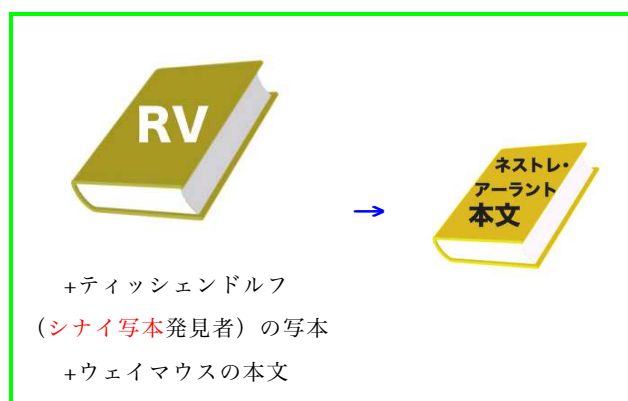 RV
ネストレ・
アーラント
本文
→
+ティッシェンドルフ
(シナイ写本発見者)の写本
+ウェイマウスの本文